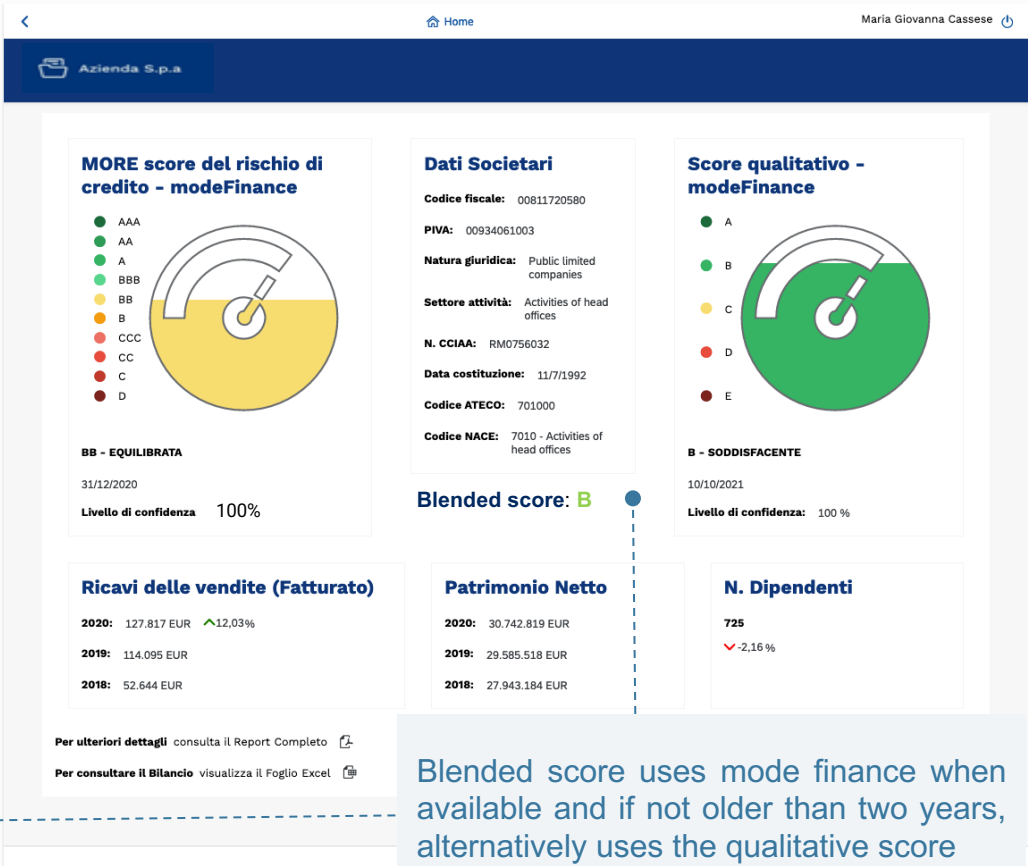 Home
Maria Giovanna Cassese
Azienda S.p.a
MORE score del rischio di
credito - modeFinance
AAA
AA
A
BBB
BB
B
CCC
CC
C
D
BB - EQUILIBRATA
31/12/2020
Livello di confidenza 100%
Dati Societari
Codice fiscale: 00811720580
PIVA: 00934061003
Natura giuridica: Public limited
companies
Settore attività: Activities of head
offices
N. CCIAA: RM0756032
Data costituzione: 11/7/1992
Codice ATECO: 701000
Codice NACE: 7010 - Activities of
head offices
Blended score: B
Score qualitativo -
modeFinance
A
B
C
D
E
B - SODDISFACENTE
10/10/2021
Livello di confidenza: 100 %
Ricavi delle vendite (Fatturato)
2020: 127.817 EUR 12,03%
2019: 114.095 EUR
2018: 52.644 EUR
Patrimonio Netto
2020: 30.742.819 EUR
2019: 29.585.518 EUR
2018: 27.943.184 EUR
N. Dipendenti
725
-2,16 %
Per ulteriori dettagli consulta il Report Completo
Per consultare il Bilancio visualizza il Foglio Excel
Blended score uses mode finance when
available and if not older than two years,
alternatively uses the qualitative score